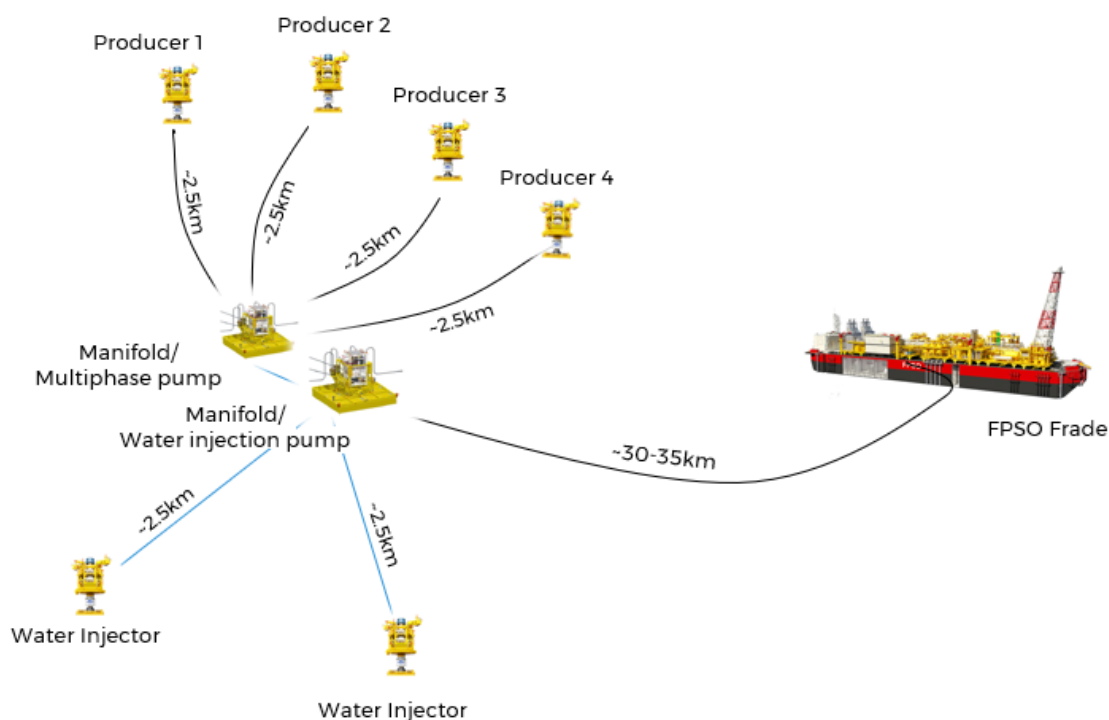 Producer 1
Producer 2
Producer 3
Producer 4
~2.5km
~2.5km
~2.5km
~2.5km
Manifold/
Multiphase pump
Manifold/
Water injection pump
~30-35km
FPSO Frade
~2.5km
~2.5km
Water Injector
Water Injector